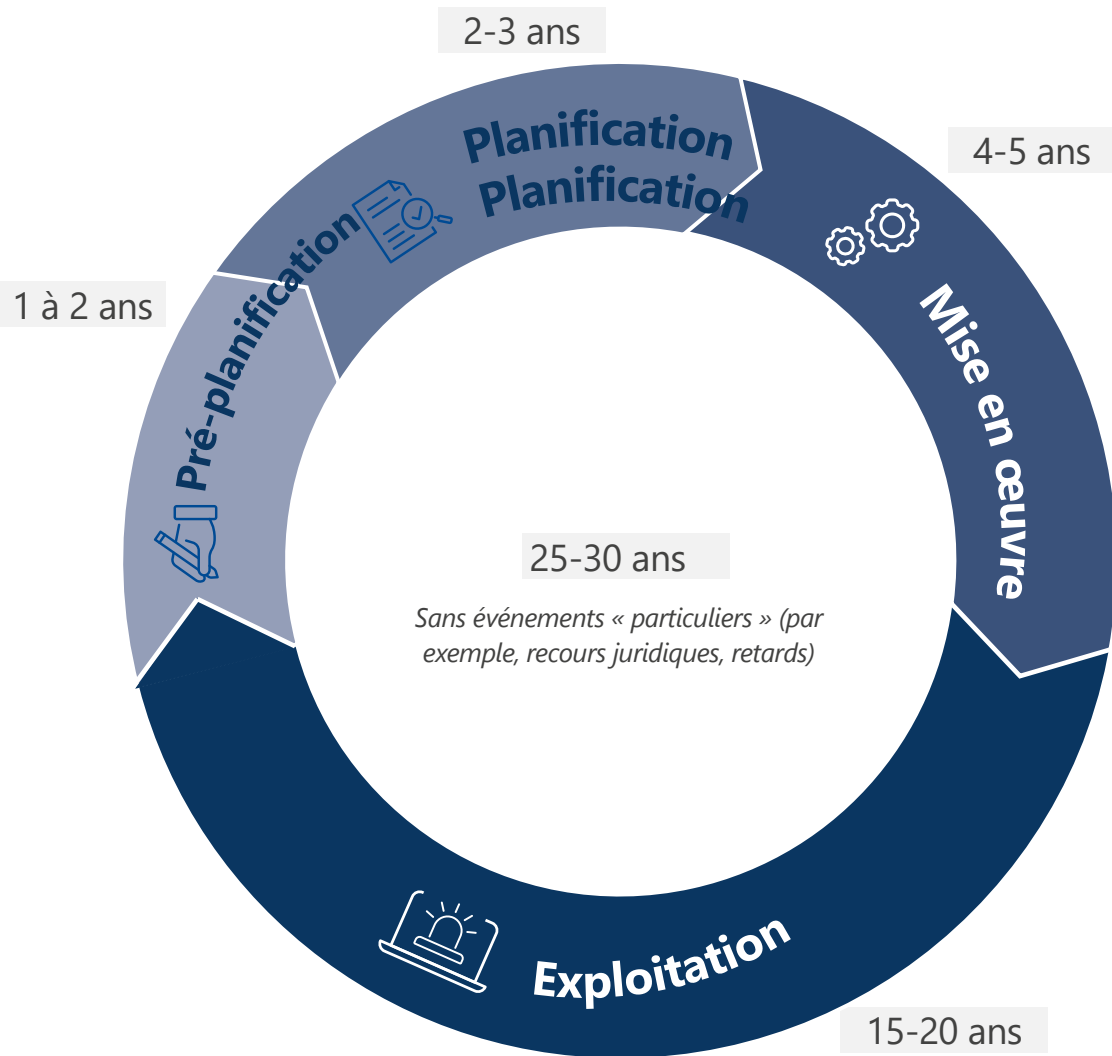 2-3 ans
Planification
Planification
4-5 ans
Pré-planification
1 à 2 ans
Mise en œuvre
25-30 ans
Sans événements « particuliers » (par
exemple, recours juridiques, retards)
Exploitation
15-20 ans